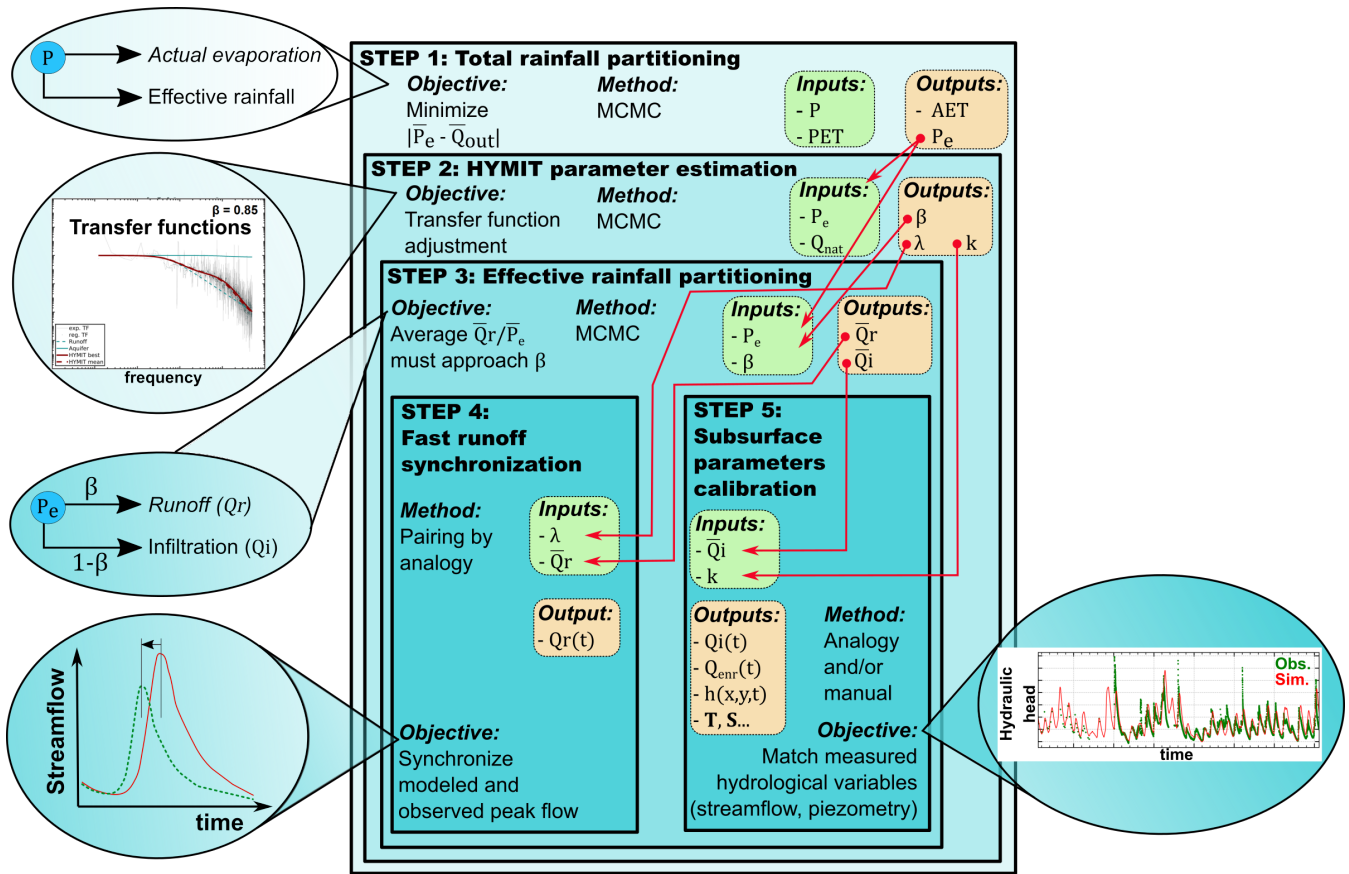 P
Actual evaporation
Effective rainfall
STEP 1: Total rainfall partitioning
Objective:
Minimize
|P̅e - Q̅out|
Method:
MCMC
Inputs:
- P
- PET
Outputs:
- AET
- Pe
STEP 2: HYMIT parameter estimation
Objective:
Transfer function
adjustment
Method:
MCMC
Inputs:
- Pe
- Qnat
Outputs:
β
λ
k
β = 0.85
Transfer functions
exp. TF
reg. TF
Runoff
Aquifer
HYMIT best
HYMIT mean
frequency
STEP 3: Effective rainfall partitioning
Objective:
Average Q̅r/P̅e
must approach β
Method:
MCMC
Inputs:
- Pe
- β
Outputs:
Q̅r
Q̅i
Pe
β
Runoff (Qr)
1-β
Infiltration (Qi)
STEP 4:
Fast runoff
synchronization
Method:
Pairing by
analogy
Inputs:
- λ
- Q̅r
Output:
- Qr(t)
Objective:
Synchronize
modeled and
observed peak flow
Streamflow
time
STEP 5:
Subsurface
parameters
calibration
Inputs:
- Q̅i
- k
Outputs:
- Qi(t)
- Qenr(t)
- h(x,y,t)
- T, S...
Method:
Analogy
and/or
manual
Objective:
Match measured
hydrological variables
(streamflow, piezometry)
Hydraulic
head
Obs.
Sim.
time